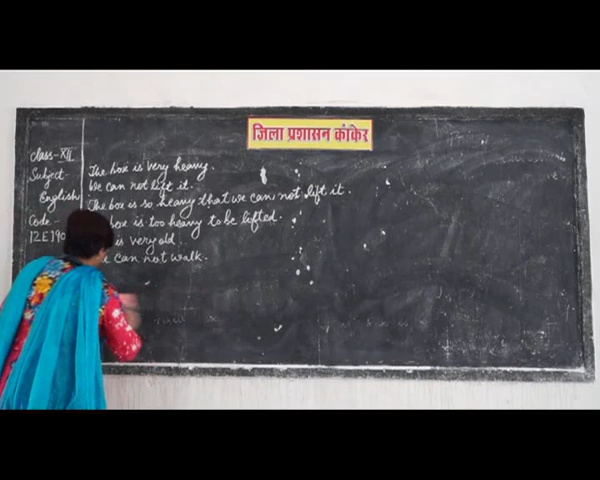 जिला प्रशासन कांकेर
Class-XII
Subject-
English
Code-
12E190
The box is very heavy.
We can not lift it.
The box is so heavy that we can not lift it.
box is too heavy to be lifted.
is very old.
can not walk.